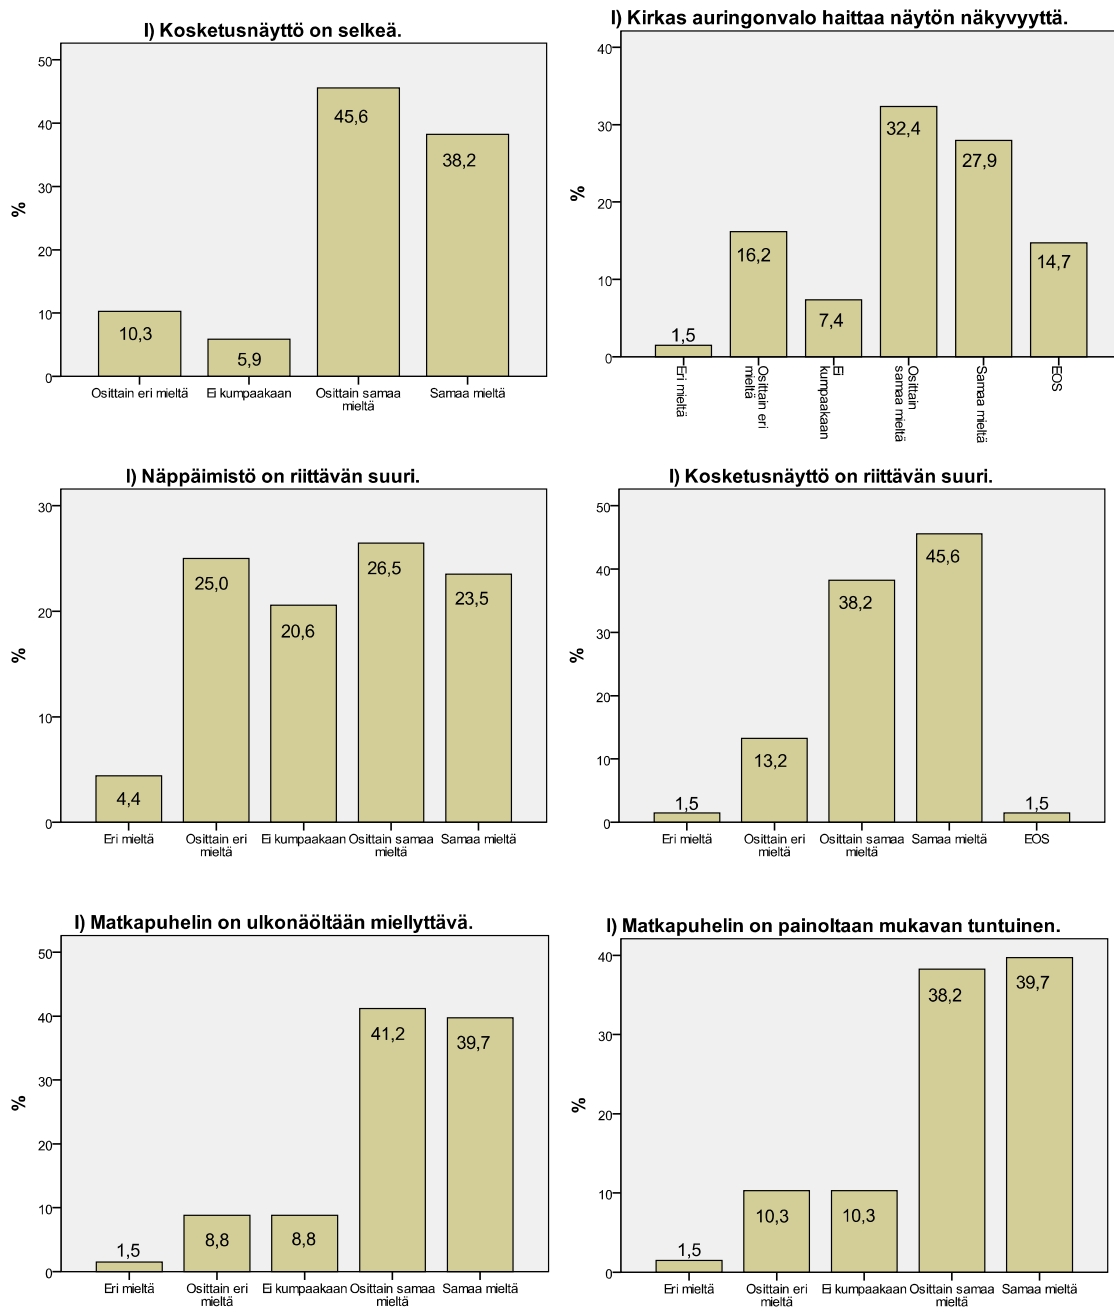 I) Kosketusnäyttö on selkeä.
%
50
40
30
20
10
0
10,3
5,9
45,6
38,2
Osittain eri mieltä
Ei kumpaakaan
Osittain samaa
mieltä
Samaa mieltä
I) Kirkas auringonvalo haittaa näytön näkyvyyttä.
%
40
30
20
10
0
1,5
16,2
7,4
32,4
27,9
14,7
Eri mieltä
Osittain eri
mieltä
Ei
kumpaakaan
Osittain
samaa mieltä
Samaa mieltä
EOS
I) Näppäimistö on riittävän suuri.
%
30
20
10
0
4,4
25,0
20,6
26,5
23,5
Eri mieltä
Osittain eri
mieltä
Ei kumpaakaan
Osittain samaa
mieltä
Samaa mieltä
I) Kosketusnäyttö on riittävän suuri.
%
50
40
30
20
10
0
1,5
13,2
38,2
45,6
1,5
Eri mieltä
Osittain eri
mieltä
Osittain samaa
mieltä
Samaa mieltä
EOS
I) Matkapuhelin on ulkonäöltään miellyttävä.
%
50
40
30
20
10
0
1,5
8,8
8,8
41,2
39,7
Eri mieltä
Osittain eri
mieltä
Ei kumpaakaan
Osittain samaa
mieltä
Samaa mieltä
I) Matkapuhelin on painoltaan mukavan tuntuinen.
%
40
30
20
10
0
1,5
10,3
10,3
38,2
39,7
Eri mieltä
Osittain eri
mieltä
Ei kumpaakaan
Osittain samaa
mieltä
Samaa mieltä